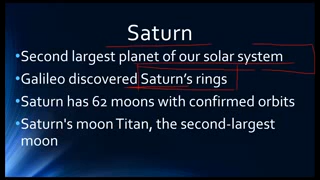 Saturn
•Second largest planet of our solar system
•Galileo discovered Saturn's rings
•Saturn has 62 moons with confirmed orbits
•Saturn's moon Titan, the second-largest
moon